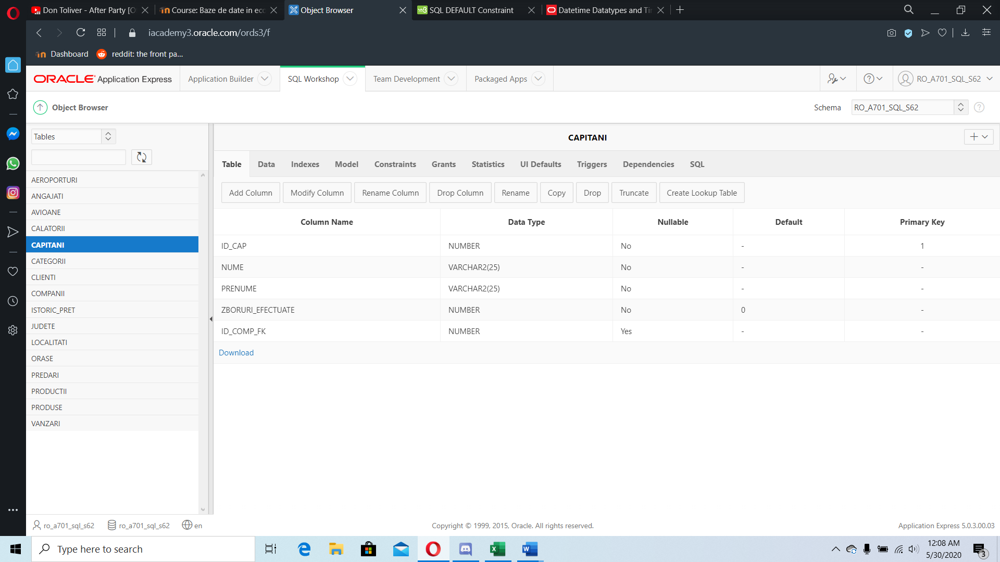 Don Toliver - After Party [O
Course: Baze de date in eco
Object Browser
SQL DEFAULT Constraint
Datetime Datatypes and Ti
iacademy3.oracle.com/ords3/f
Dashboard
reddit: the front pa...
ORACLE Application Express
Application Builder
SQL Workshop
Team Development
Packaged Apps
RO_A701_SQL_S62
Object Browser
Schema
RO_A701_SQL_S62
Tables
AEROPORTURI
ANGAJATI
AVIOANE
CALATORII
CAPITANI
CATEGORII
CLIENTI
COMPANII
ISTORIC_PRET
JUDETE
LOCALITATI
ORASE
PREDARI
PRODUCTII
PRODUSE
VANZARI
CAPITANI
Table Data Indexes Model Constraints Grants Statistics UI Defaults Triggers Dependencies SQL
Add Column Modify Column Rename Column Drop Column Rename Copy Drop Truncate Create Lookup Table
Column Name Data Type Nullable Default Primary Key
ID_CAP NUMBER No - 1
NUME VARCHAR2(25) No - -
PRENUME VARCHAR2(25) No - -
ZBORURI_EFECTUATE NUMBER No 0 -
ID_COMP_FK NUMBER Yes - -
Download
ro_a701_sql_s62 ro_a701_sql_s62 en
Copyright © 1999, 2015, Oracle. All rights reserved.
Application Express 5.0.3.00.03
Type here to search
12:08 AM
5/30/2020
3